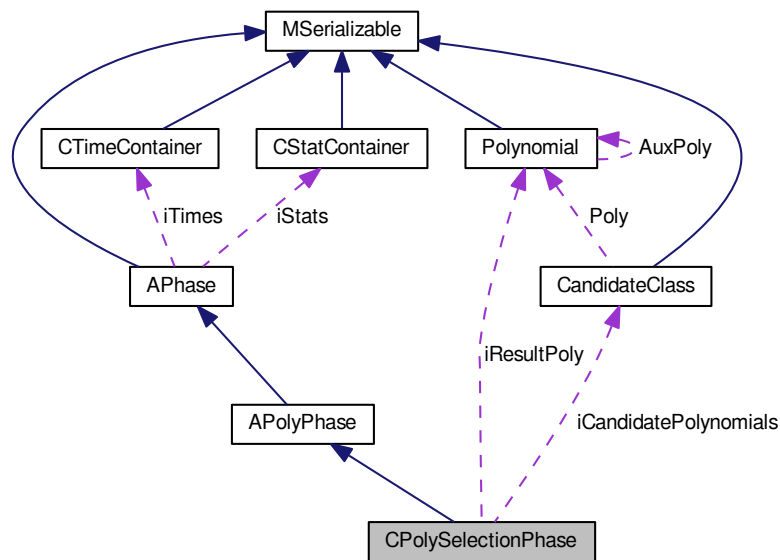 MSerializable
CTimeContainer
CStatContainer
Polynomial
AuxPoly
iTimes
iStats
Poly
APhase
CandidateClass
iResultPoly
APolyPhase
iCandidatePolynomials
CPolySelectionPhase